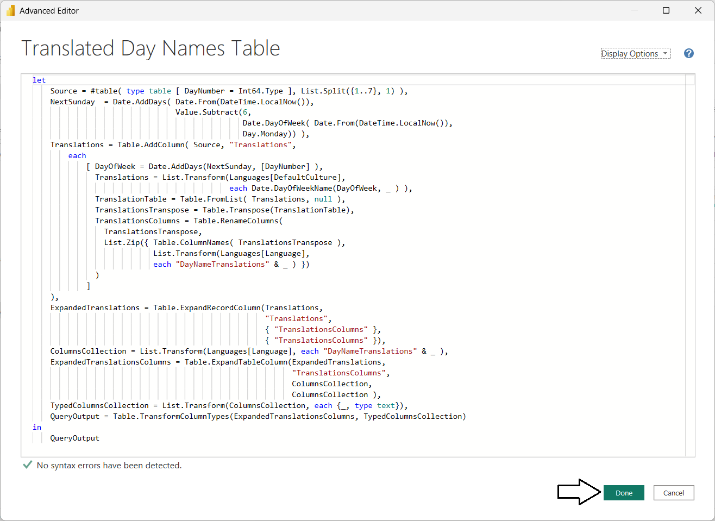 Advanced Editor
Translated Day Names Table
Display Options
?
let
Source = #table( type table [ DayNumber = Int64.Type ], List.Split({1..7}, 1) ),
NextSunday = Date.AddDays( Date.From(DateTime.LocalNow()),
Value.Subtract(6,
Date.DayOfWeek( Date.From(DateTime.LocalNow()),
Day.Monday)) ),
Translations = Table.AddColumn( Source, "Translations",
each
[ DayOfWeek = Date.AddDays(NextSunday, [DayNumber] ),
Translations = List.Transform(Languages[DefaultCulture],
each Date.DayOfWeekName(DayOfWeek, _ ) ),
TranslationTable = Table.FromList( Translations, null ),
TranslationsTranspose = Table.Transpose(TranslationTable),
TranslationsColumns = Table.RenameColumns(
TranslationsTranspose,
List.Zip({ Table.ColumnNames( TranslationsTranspose ),
List.Transform(Languages[Language],
each "DayNameTranslations" & _ ) })
)
]
),
ExpandedTranslations = Table.ExpandRecordColumn(Translations,
"Translations",
{ "TranslationsColumns" },
{ "TranslationsColumns" }),
ColumnsCollection = List.Transform(Languages[Language], each "DayNameTranslations" & _ ),
ExpandedTranslationsColumns = Table.ExpandTableColumn(ExpandedTranslations,
"TranslationsColumns",
ColumnsCollection,
ColumnsCollection ),
TypedColumnsCollection = List.Transform(ColumnsCollection, each {_, type text}),
QueryOutput = Table.TransformColumnTypes(ExpandedTranslationsColumns, TypedColumnsCollection)
in
QueryOutput
No syntax errors have been detected.
Done
Cancel